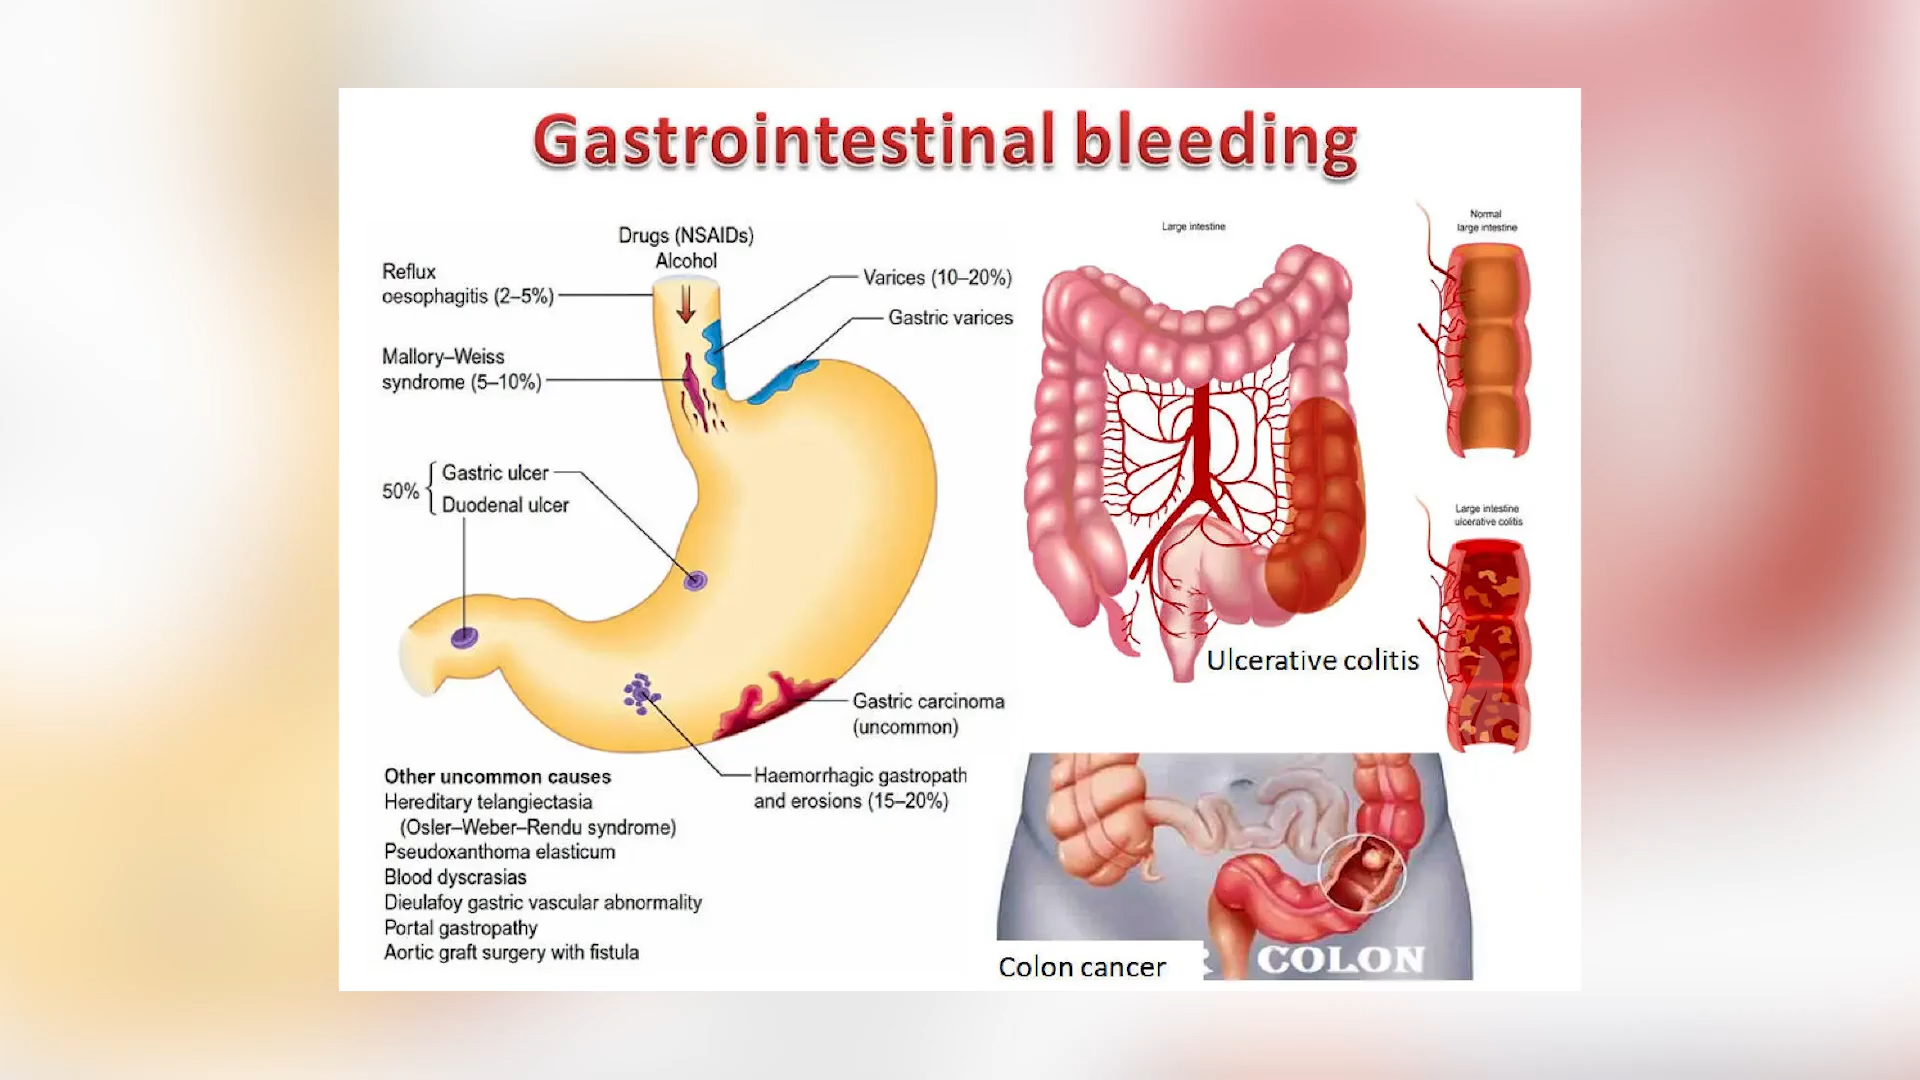 Gastrointestinal bleeding
Drugs (NSAIDs)
Alcohol
Reflux
oesophagitis (2–5%)
Varices (10–20%)
Gastric varices
Mallory–Weiss
syndrome (5–10%)
50%
Gastric ulcer
Duodenal ulcer
Gastric carcinoma
(uncommon)
Haemorrhagic gastropath
and erosions (15–20%)
Other uncommon causes
Hereditary telangiectasia
(Osler–Weber–Rendu syndrome)
Pseudoxanthoma elasticum
Blood dyscrasias
Dieulafoy gastric vascular abnormality
Portal gastropathy
Aortic graft surgery with fistula
Large intestine
Normal
large intestine
Large intestine
ulcerative colitis
Ulcerative colitis
Colon cancer
COLON